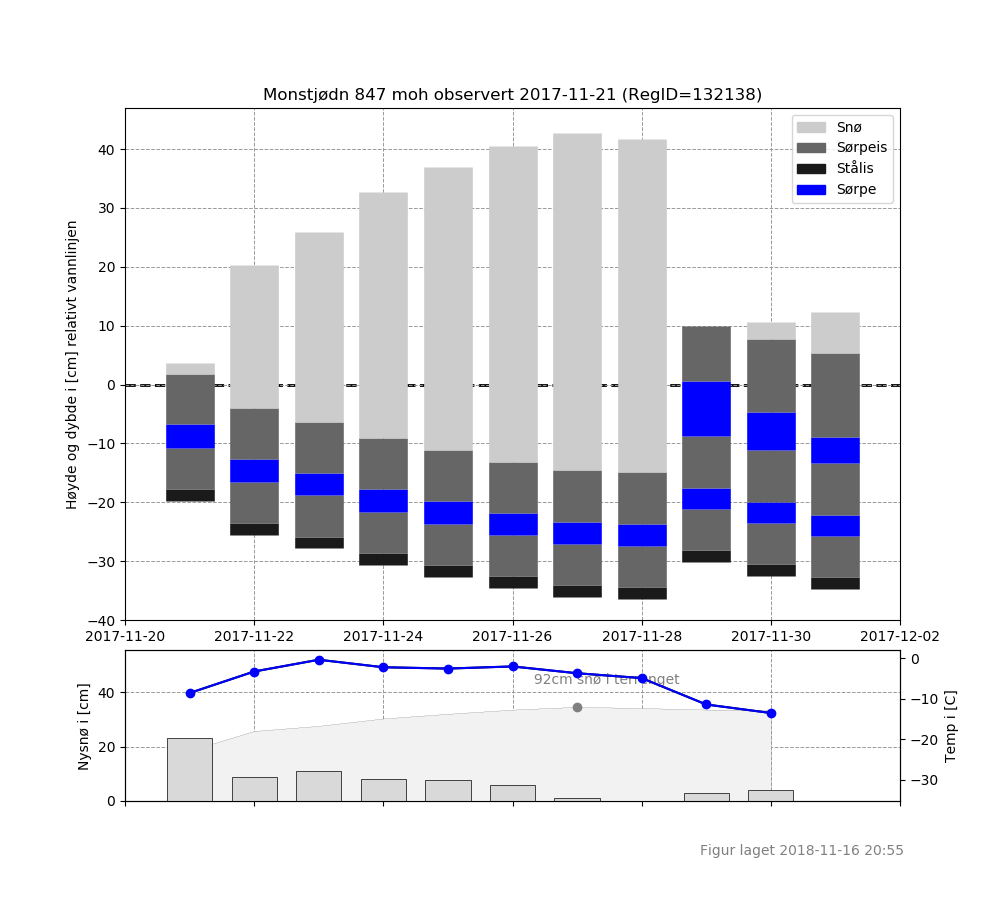 Monstjødn 847 moh observert 2017-11-21 (RegID=132138)
Snø
Sørpeis
Stålis
Sørpe
Høyde og dybde i [cm] relativt vannlinjen
40
30
20
10
0
−10
−20
−30
−40
2017-11-20
2017-11-22
2017-11-24
2017-11-26
2017-11-28
2017-11-30
2017-12-02
92cm snø i terrenget
Nysnø i [cm]
40
20
0
0
−10
−20
−30
Temp i [C]
Figur laget 2018-11-16 20:55